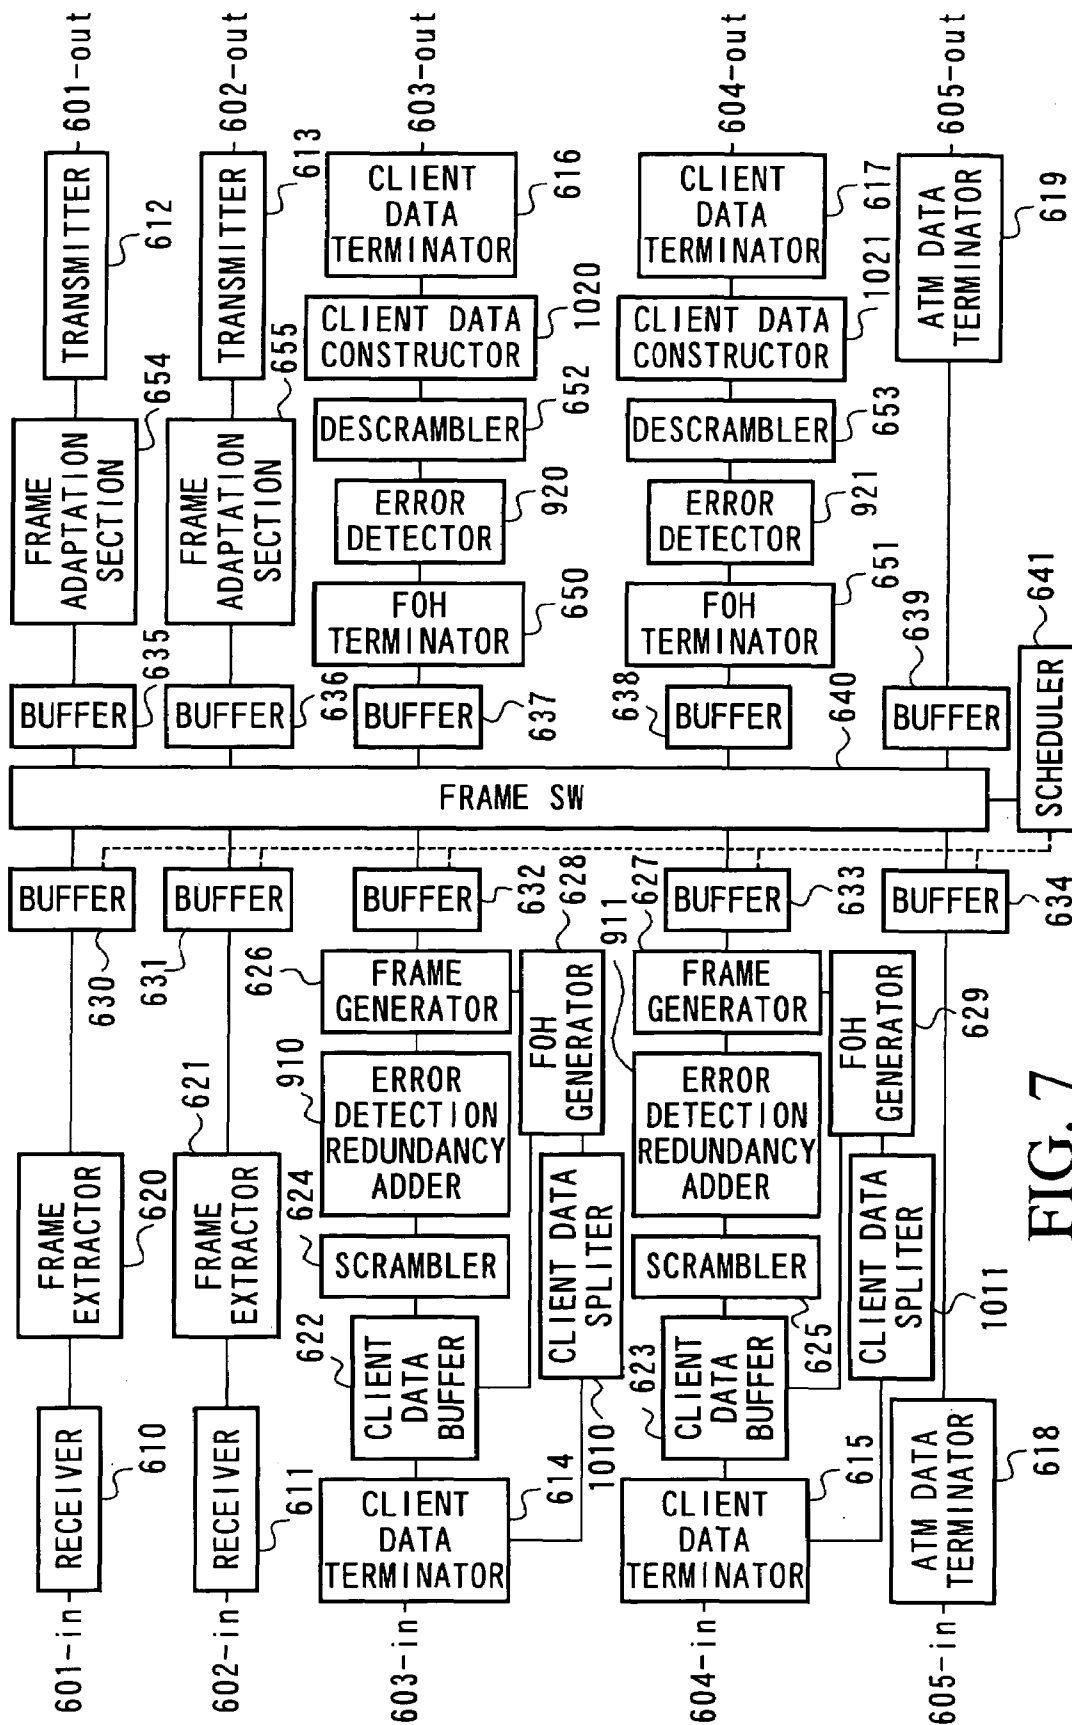 601-in
RECEIVER
610
FRAME
EXTRACTOR
620
BUFFER
630
BUFFER
635
FRAME
ADAPTATION
SECTION
654
TRANSMITTER
612
601-out
602-in
RECEIVER
611
FRAME
EXTRACTOR
621
BUFFER
631
BUFFER
636
FRAME
ADAPTATION
SECTION
655
TRANSMITTER
613
602-out
603-in
CLIENT
DATA
TERMINATOR
614
CLIENT
DATA
BUFFER
622
SCRAMBLER
624
ERROR
DETECTION
REDUNDANCY
ADDER
910
FRAME
GENERATOR
626
BUFFER
632
CLIENT DATA
SPLITER
1010
FOH
GENERATOR
628
BUFFER
637
FOH
TERMINATOR
650
ERROR
DETECTOR
920
DESCRAMBLER
652
CLIENT DATA
CONSTRUCTOR
1020
CLIENT
DATA
TERMINATOR
616
603-out
604-in
CLIENT
DATA
TERMINATOR
615
CLIENT
DATA
BUFFER
623
SCRAMBLER
625
ERROR
DETECTION
REDUNDANCY
ADDER
911
FRAME
GENERATOR
627
BUFFER
633
CLIENT DATA
SPLITER
1011
FOH
GENERATOR
629
BUFFER
638
FOH
TERMINATOR
651
ERROR
DETECTOR
921
DESCRAMBLER
653
CLIENT DATA
CONSTRUCTOR
1021
CLIENT
DATA
TERMINATOR
617
604-out
605-in
ATM DATA
TERMINATOR
618
BUFFER
634
FRAME SW
640
BUFFER
639
ATM DATA
TERMINATOR
619
605-out
SCHEDULER
641
FIG. 7